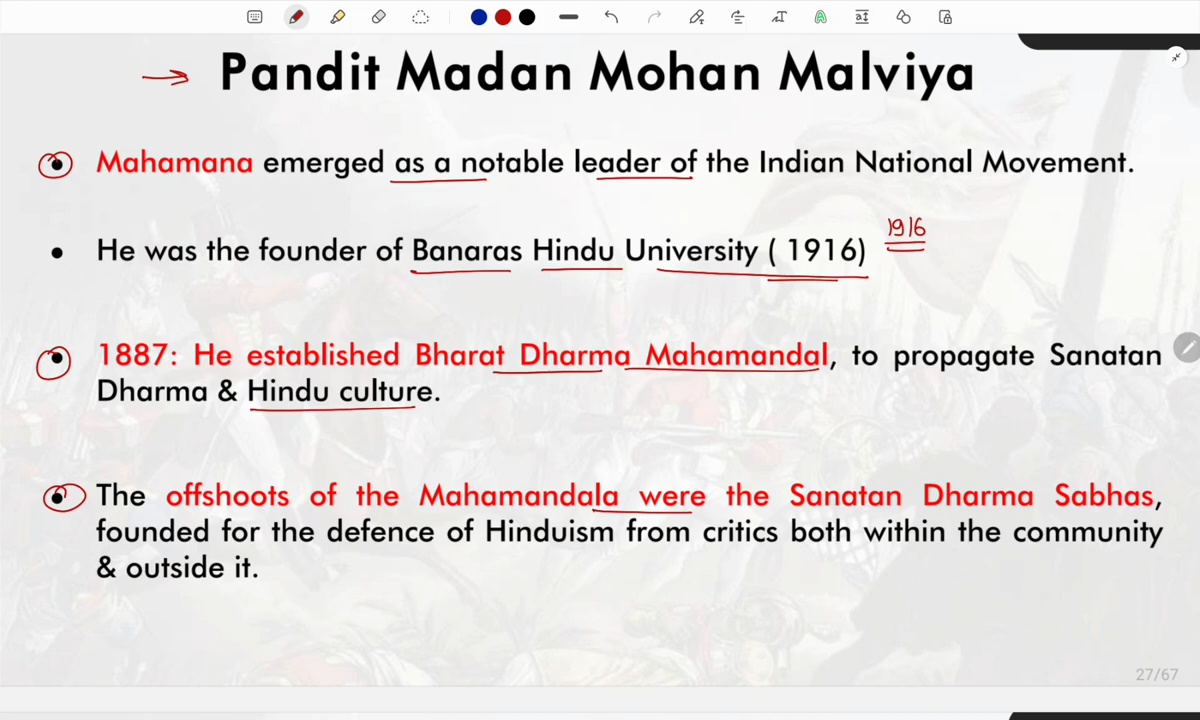 Pandit Madan Mohan Malviya
Mahamana emerged as a notable leader of the Indian National Movement.
1916
• He was the founder of Banaras Hindu University ( 1916)
1887: He established Bharat Dharma Mahamandal, to propagate Sanatan
Dharma & Hindu culture.
The offshoots of the Mahamandala were the Sanatan Dharma Sabhas,
founded for the defence of Hinduism from critics both within the community
& outside it.
27/67